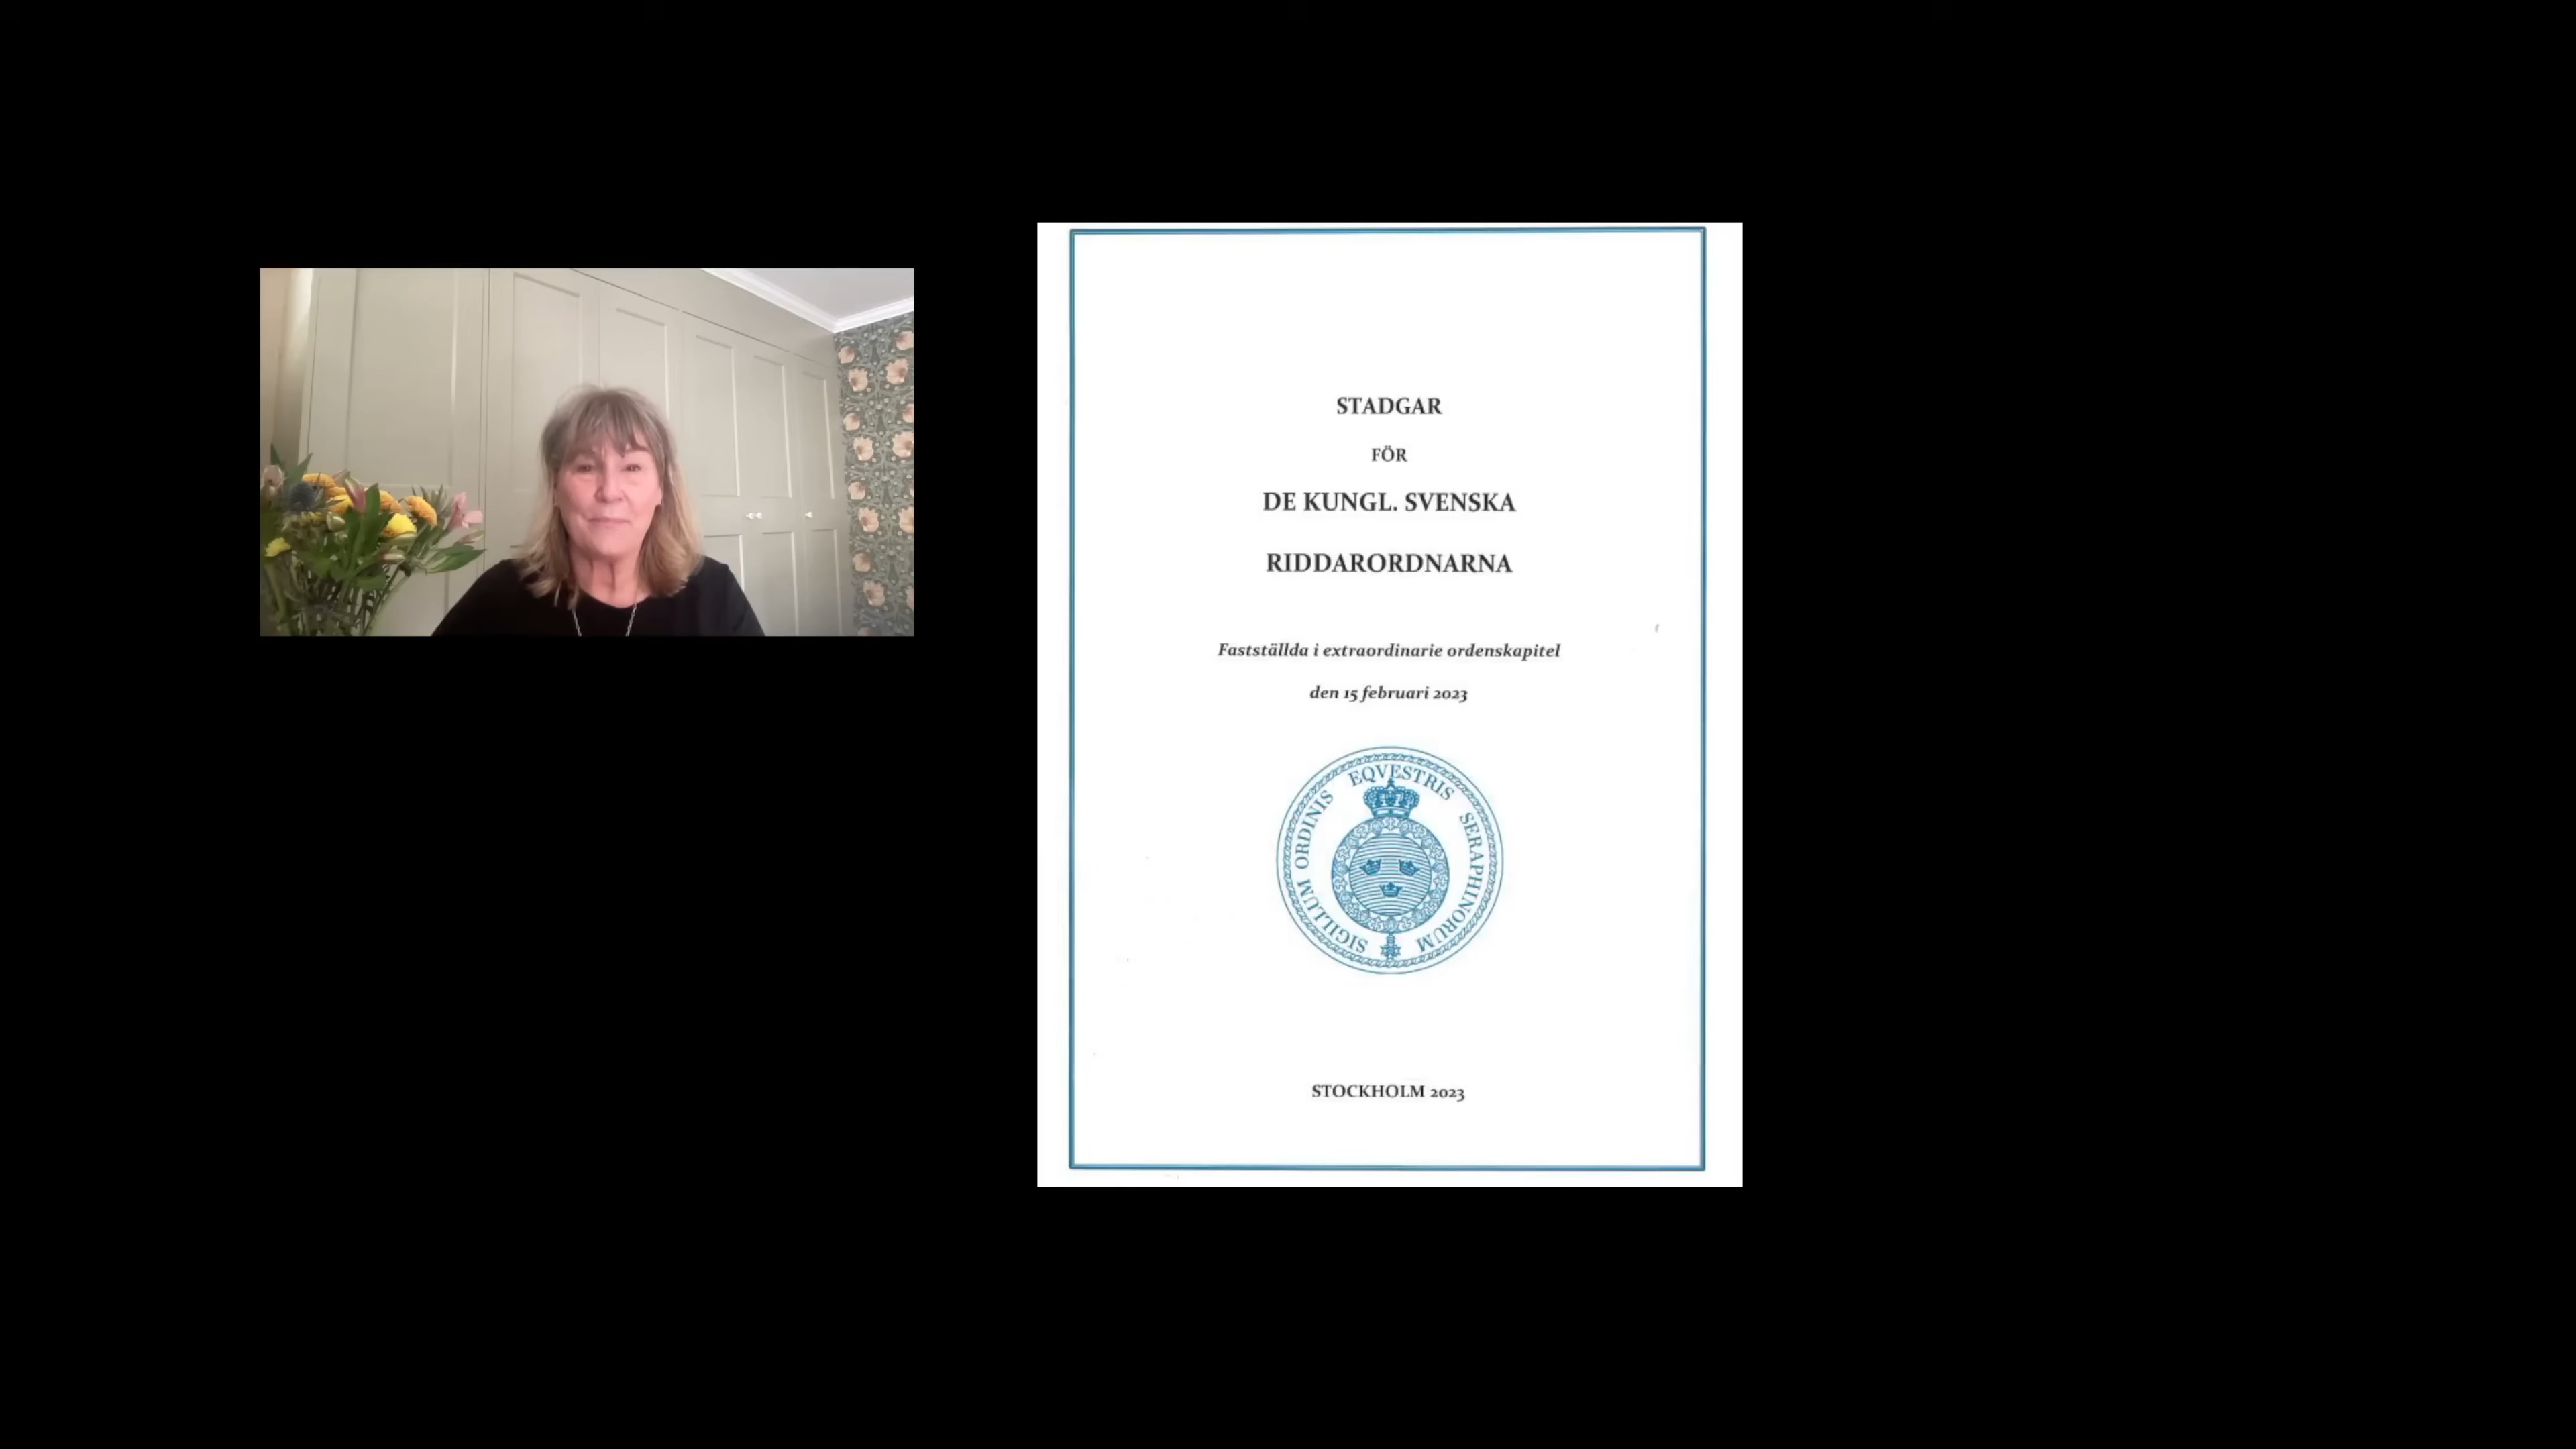 STADGAR
FÖR
DE KUNGL. SVENSKA
RIDDARORDNARNA
Fastställda i extraordinarie ordenskapitel
den 15 februari 2023
SIGILLUM ORDINIS EQVESTRIS SERAPHINORUM
STOCKHOLM 2023